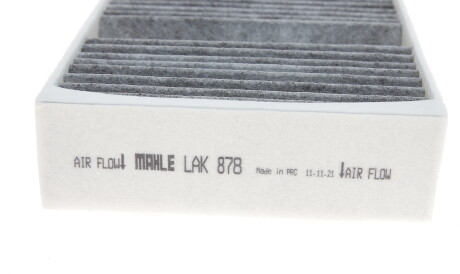 AIR FLOW↓ MAHLE LAK 878 Made in PRC 11-11-21 ↓AIR FLOW